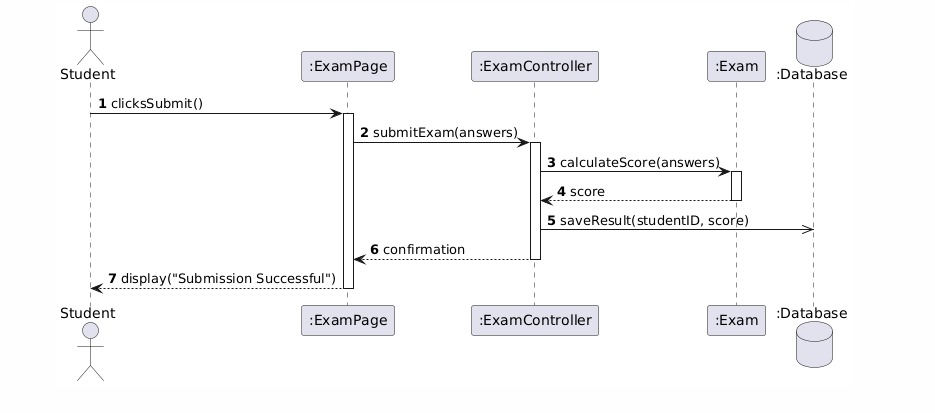 Student
:ExamPage
:ExamController
:Exam
:Database
1 clicksSubmit()
2 submitExam(answers)
3 calculateScore(answers)
4 score
5 saveResult(studentID, score)
6 confirmation
7 display("Submission Successful")
Student
:ExamPage
:ExamController
:Exam
:Database